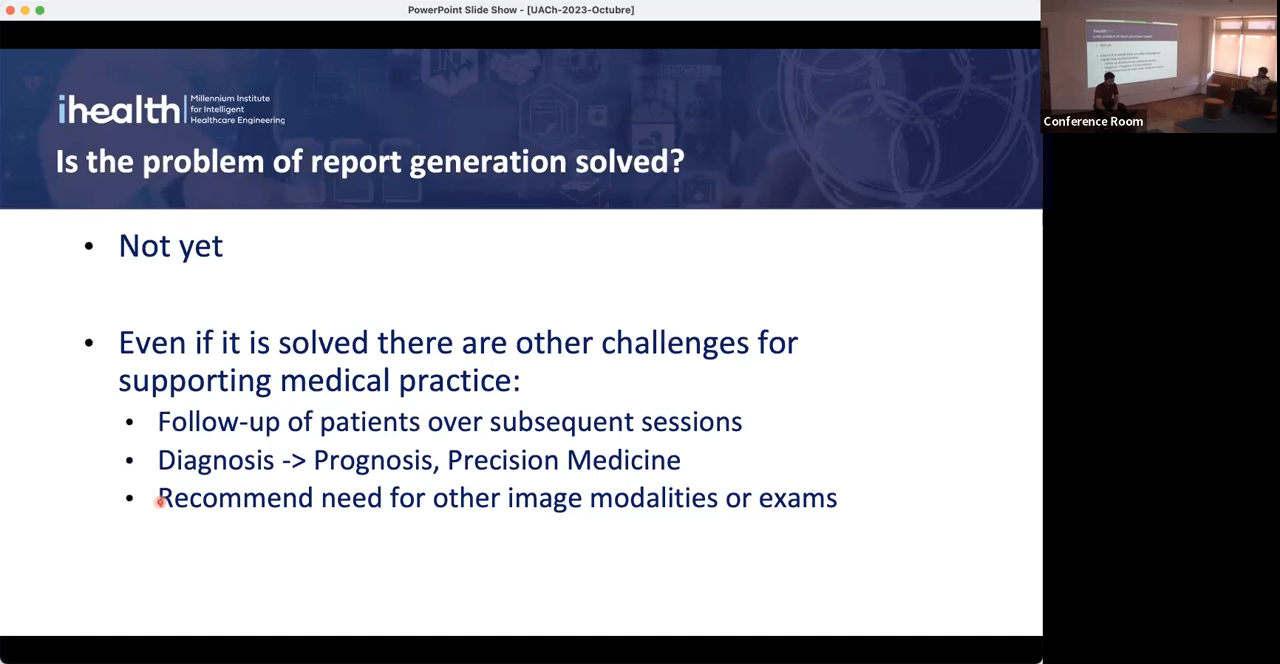 PowerPoint Slide Show - [UACh-2023-Octubre]
ihealth
Millennium Institute
for Intelligent
Healthcare Engineering
Is the problem of report generation solved?
• Not yet
• Even if it is solved there are other challenges for
supporting medical practice:
• Follow-up of patients over subsequent sessions
• Diagnosis -> Prognosis, Precision Medicine
• Recommend need for other image modalities or exams
Conference Room